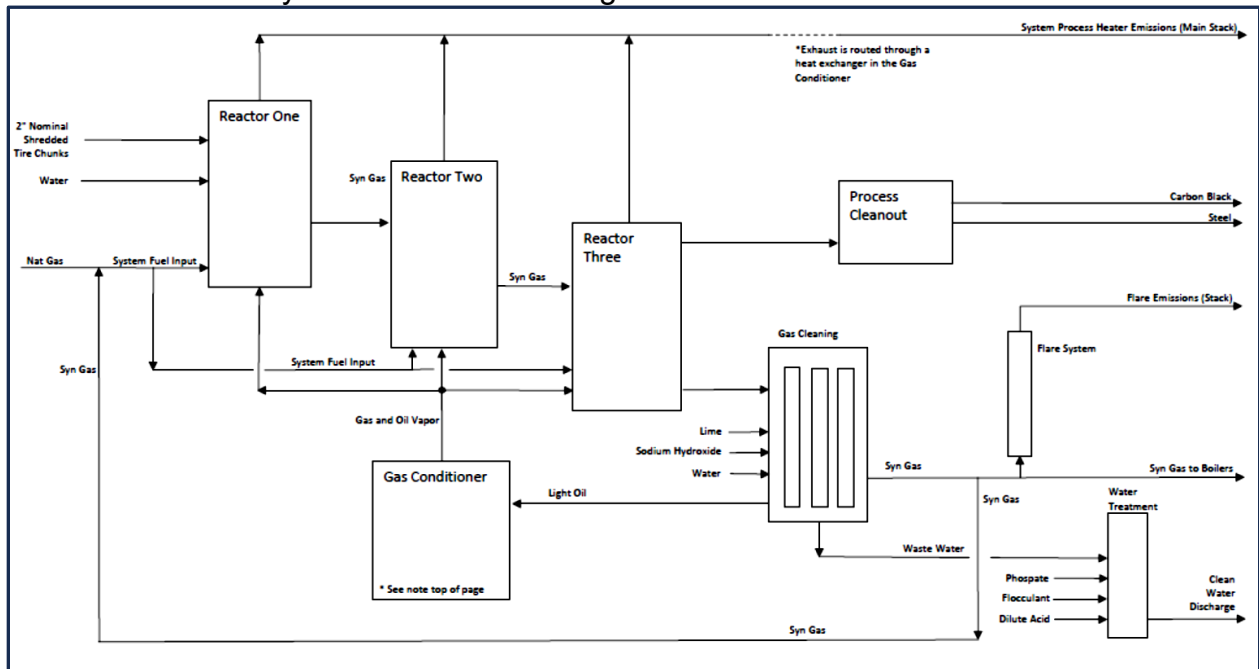 System Process Heater Emissions (Main Stack)
*Exhaust is routed through a
heat exchanger in the Gas
Conditioner
Reactor One
2" Nominal
Shredded
Tire Chunks
Water
Syn Gas
Reactor Two
Process
Cleanout
Carbon Black
Steel
Reactor
Three
Nat Gas
System Fuel Input
Syn Gas
Flare Emissions (Stack)
Gas Cleaning
Flare System
System Fuel Input
Syn Gas
Gas and Oil Vapor
Lime
Sodium Hydroxide
Water
Syn Gas
Syn Gas to Boilers
Gas Conditioner
Light Oil
Syn Gas
Water
Treatment
Waste Water
Phospate
Flocculant
Dilute Acid
Clean
Water
Discharge
* See note top of page
Syn Gas